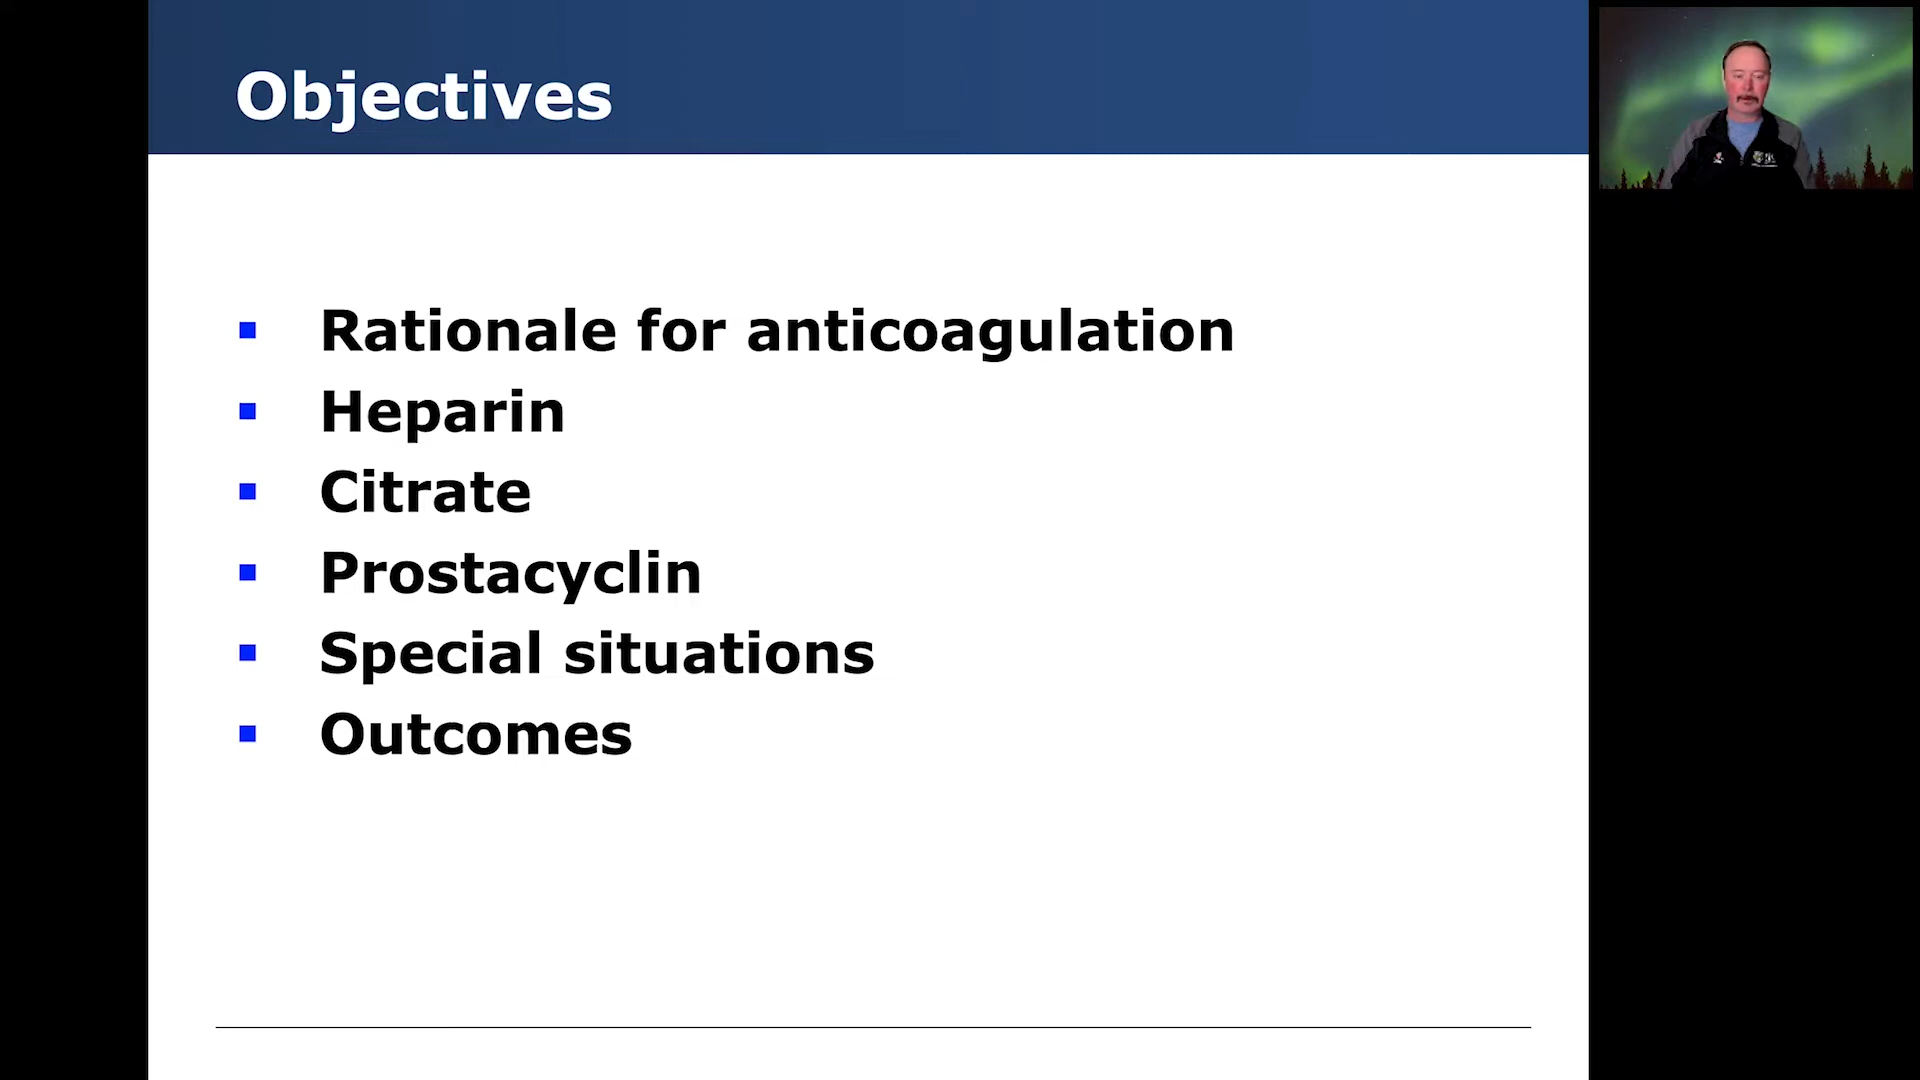 Objectives
▪ Rationale for anticoagulation
▪ Heparin
▪ Citrate
▪ Prostacyclin
▪ Special situations
▪ Outcomes